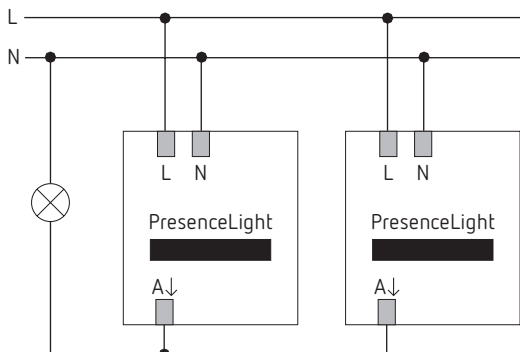 L
N
L N
L N
PresenceLight
PresenceLight
A↓
A↓